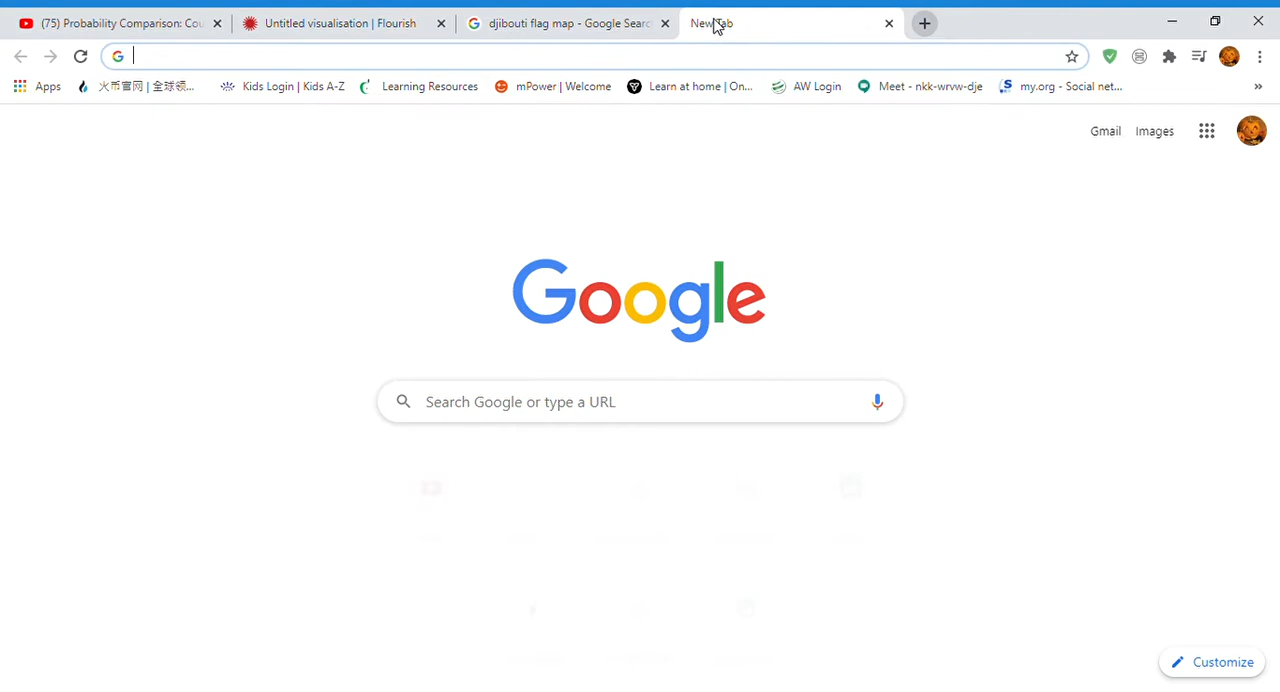 (75) Probability Comparison: Cou
Untitled visualisation | Flourish
djibouti flag map - Google Searc
New Tab
Apps
火币官网 | 全球领...
Kids Login | Kids A-Z
Learning Resources
mPower | Welcome
Learn at home | On...
AW Login
Meet - nkk-wrvw-dje
my.org - Social net...
Gmail
Images
Google
Search Google or type a URL
Customize